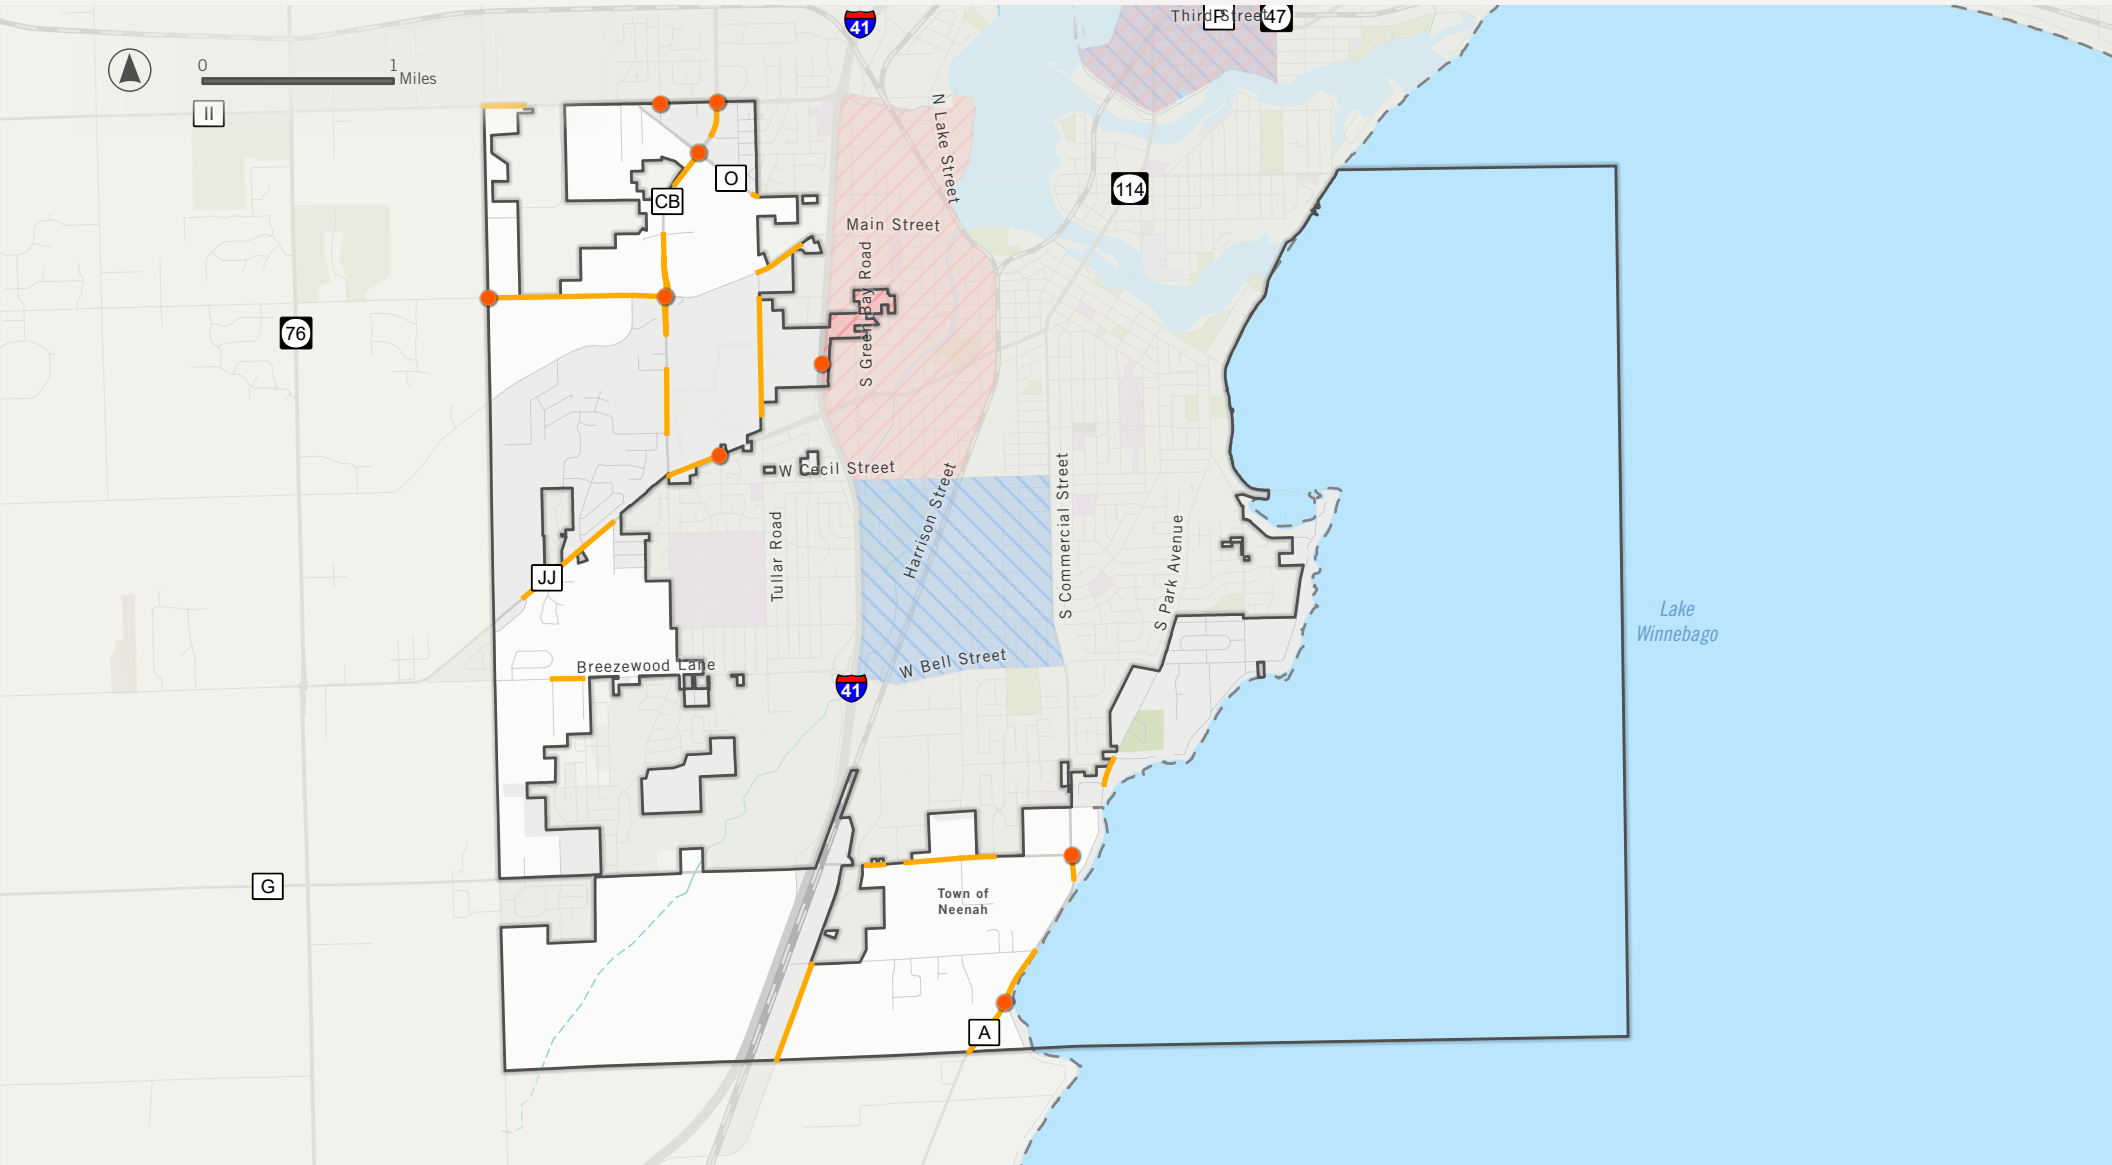 Third Street
P
47
41
0
1
Miles
II
N Lake Street
O
114
CB
Main Street
S Green Bay Road
76
W Cecil Street
Harrison Street
S Commercial Street
Tullar Road
S Park Avenue
JJ
Lake
Winnebago
W Bell Street
Breezewood Lane
41
G
Town of
Neenah
A